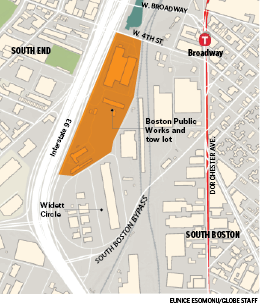 W. BROADWAY
SOUTH END
W. 4TH ST.
T
Broadway
Interstate 93
Boston Public
Works and
tow lot
DORCHESTER AVE.
Widett
Circle
SOUTH BOSTON BYPASS
SOUTH BOSTON
EUNICE ESOMONU/GLOBE STAFF